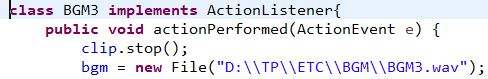 class BGM3 implements ActionListener{
    public void actionPerformed(ActionEvent e) {
        clip.stop();
        bgm = new File("D:\\TP\\ETC\\BGM\\BGM3.wav");